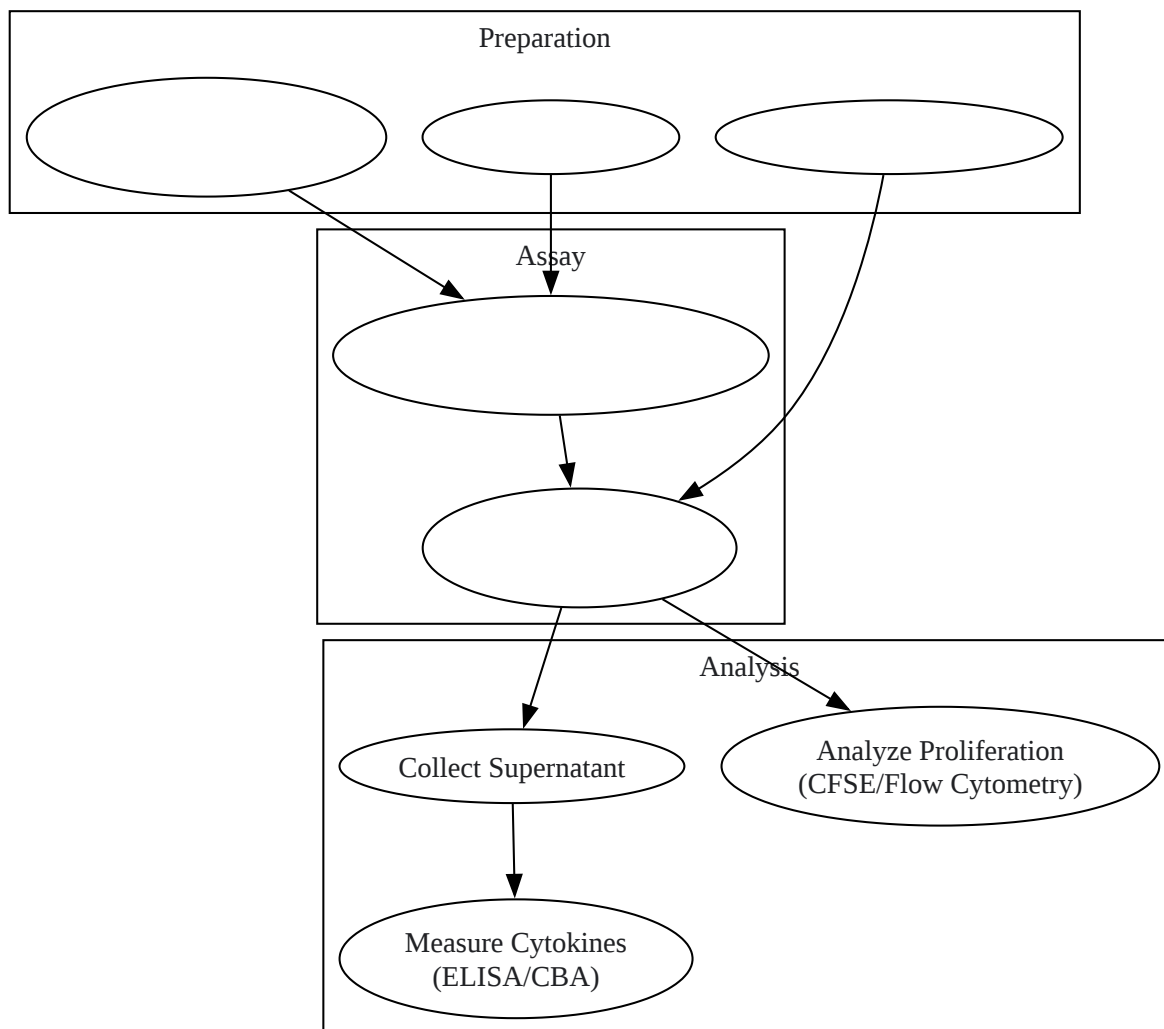 Preparation
Assay
Analysis
Collect Supernatant
Analyze Proliferation
(CFSE/Flow Cytometry)
Measure Cytokines
(ELISA/CBA)